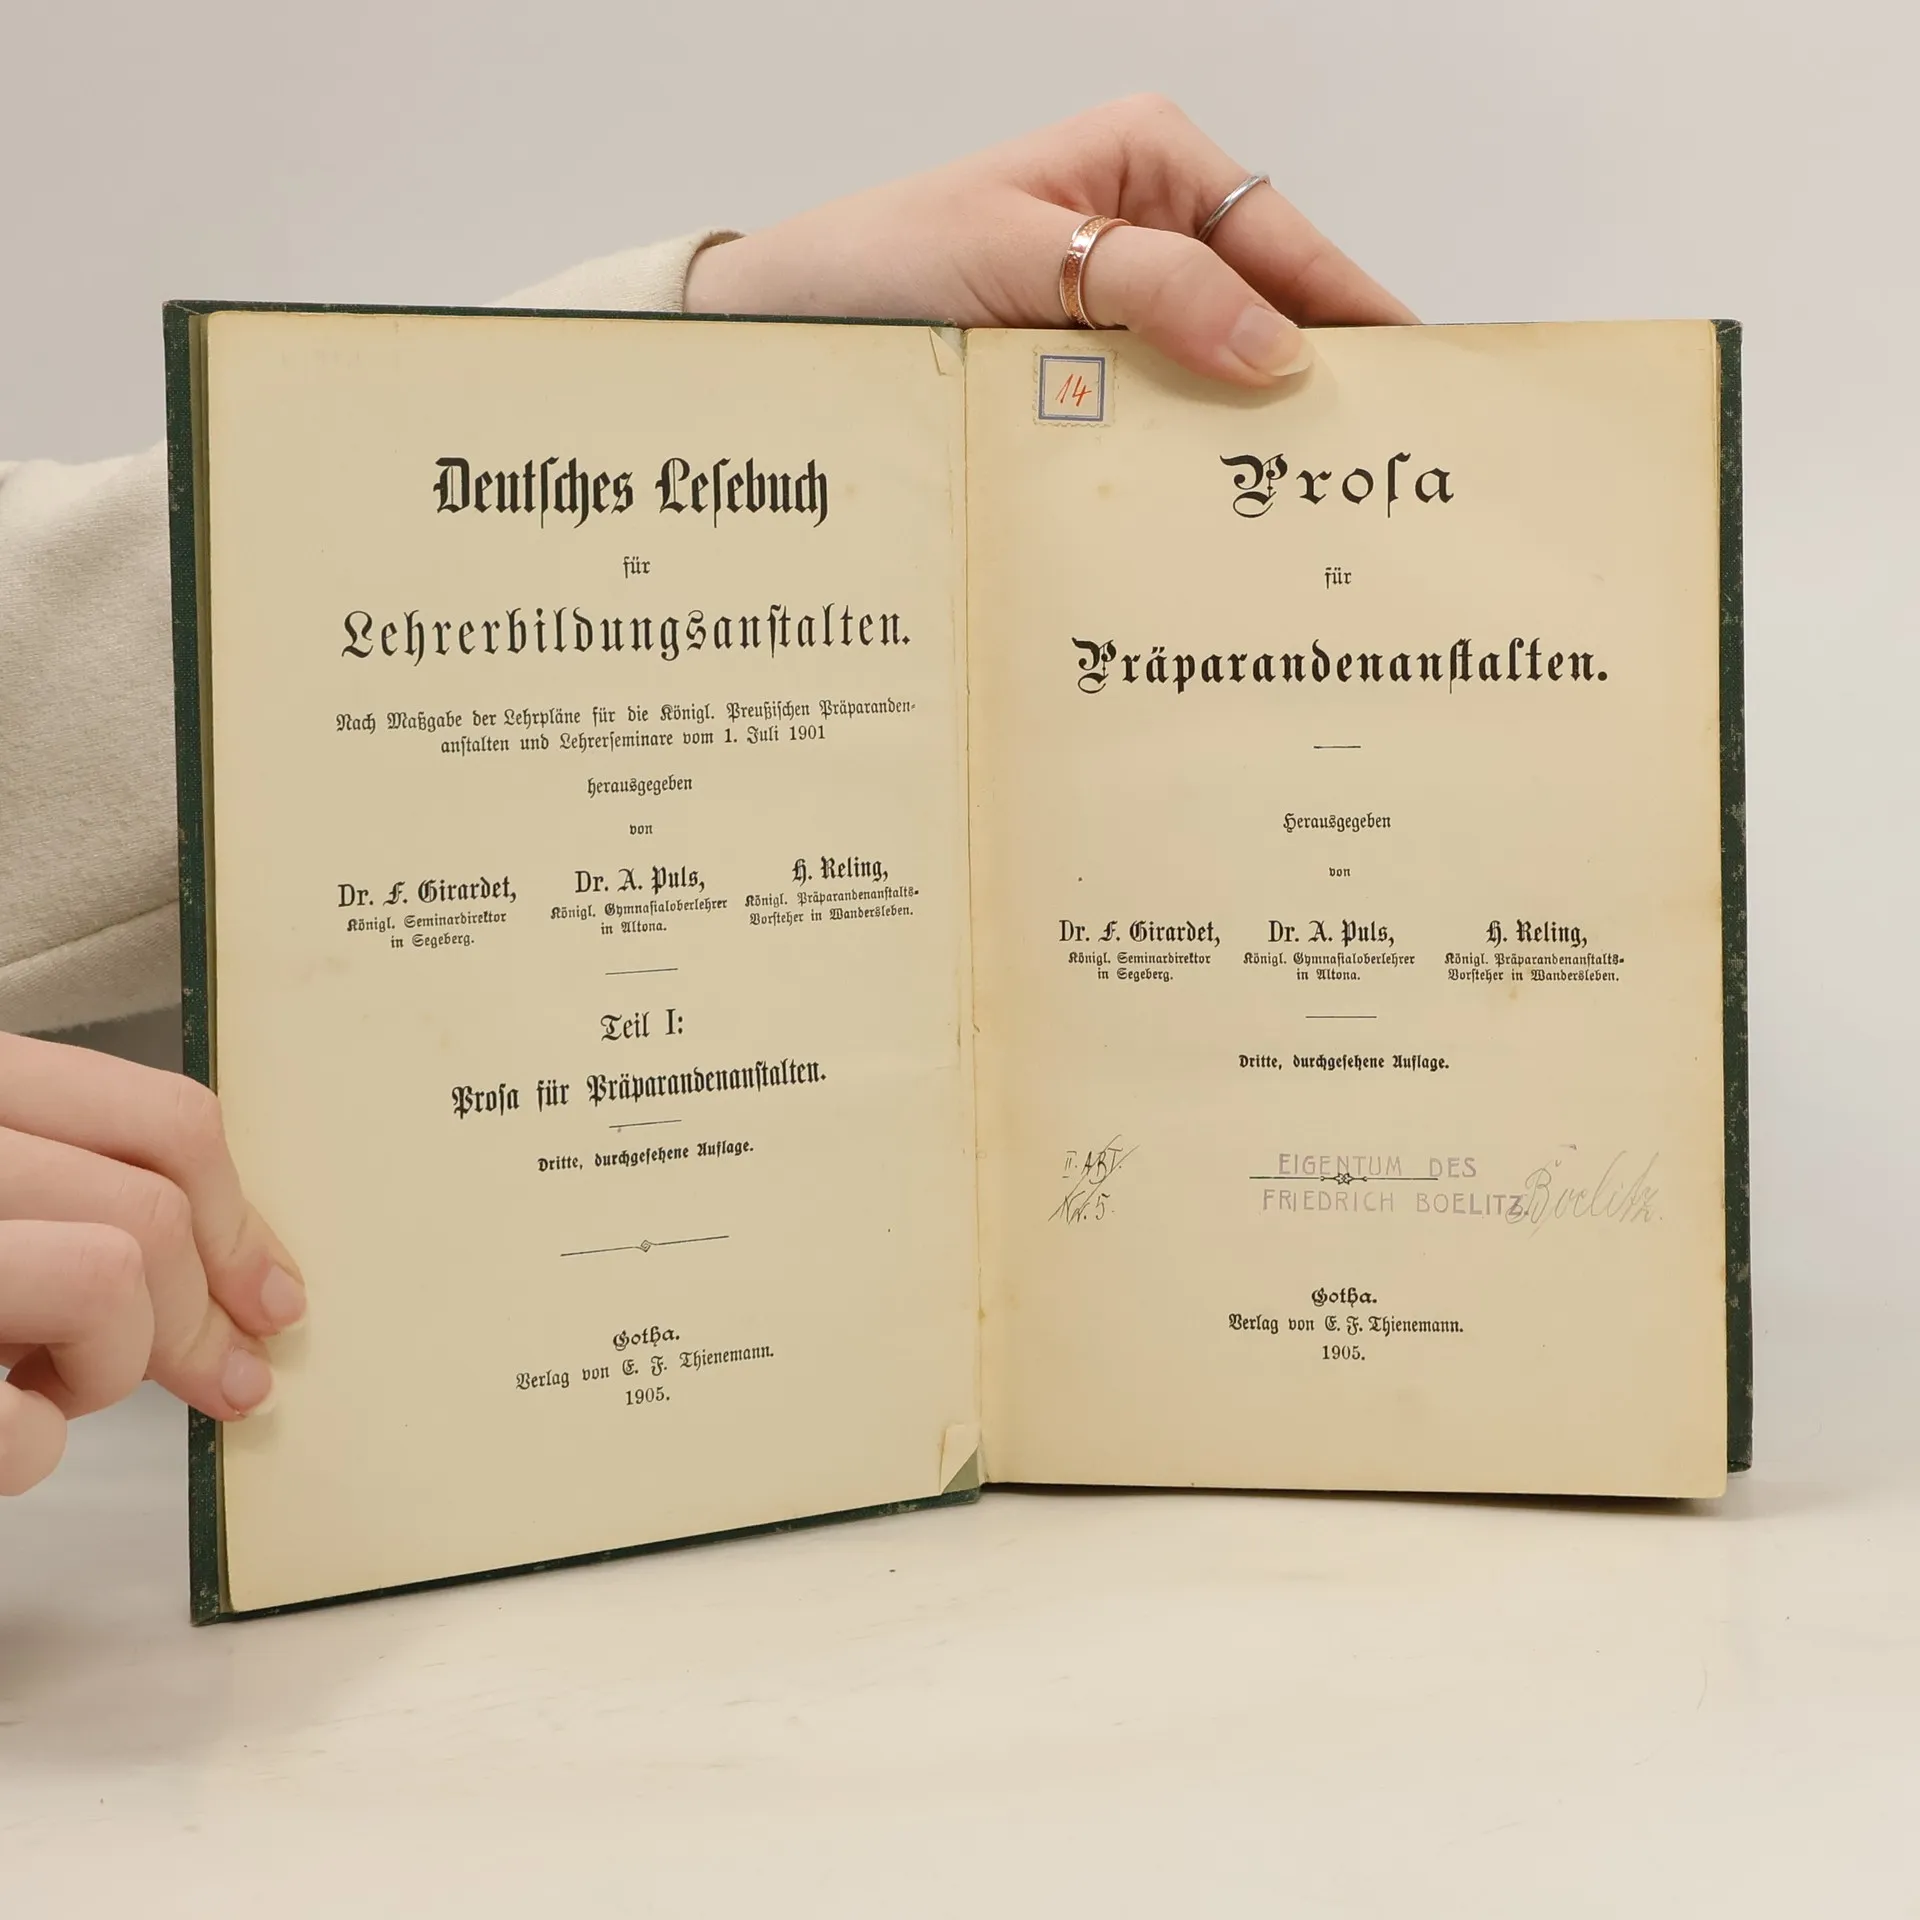 Deutſches Leſebuch
für
Lehrerbildungsanſtalten.
Nach Maßgabe der Lehrpläne für die Königl. Preußiſchen Präparanden-
anſtalten und Lehrerſeminare vom 1. Juli 1901
herausgegeben
von
Dr. F. Girardet,
Königl. Seminardirektor
in Segeberg.
Dr. A. Puls,
Königl. Gymnaſialoberlehrer
in Altona.
H. Reling,
Königl. Präparandenanſtalts-
Vorſteher in Wandersleben.
Teil I:
Proſa für Präparandenanſtalten.
Dritte, durchgeſehene Auflage.
Gotha.
Verlag von E. F. Thienemann.
1905.
14
Proſa
für
Präparandenanſtalten.
Herausgegeben
von
Dr. F. Girardet,
Königl. Seminardirektor
in Segeberg.
Dr. A. Puls,
Königl. Gymnaſialoberlehrer
in Altona.
H. Reling,
Königl. Präparandenanſtalts-
Vorſteher in Wandersleben.
Dritte, durchgeſehene Auflage.
II. ABT.
Nr. 5.
EIGENTUM DES
FRIEDRICH BOELITZ
Boelitz.
Gotha.
Verlag von E. F. Thienemann.
1905.